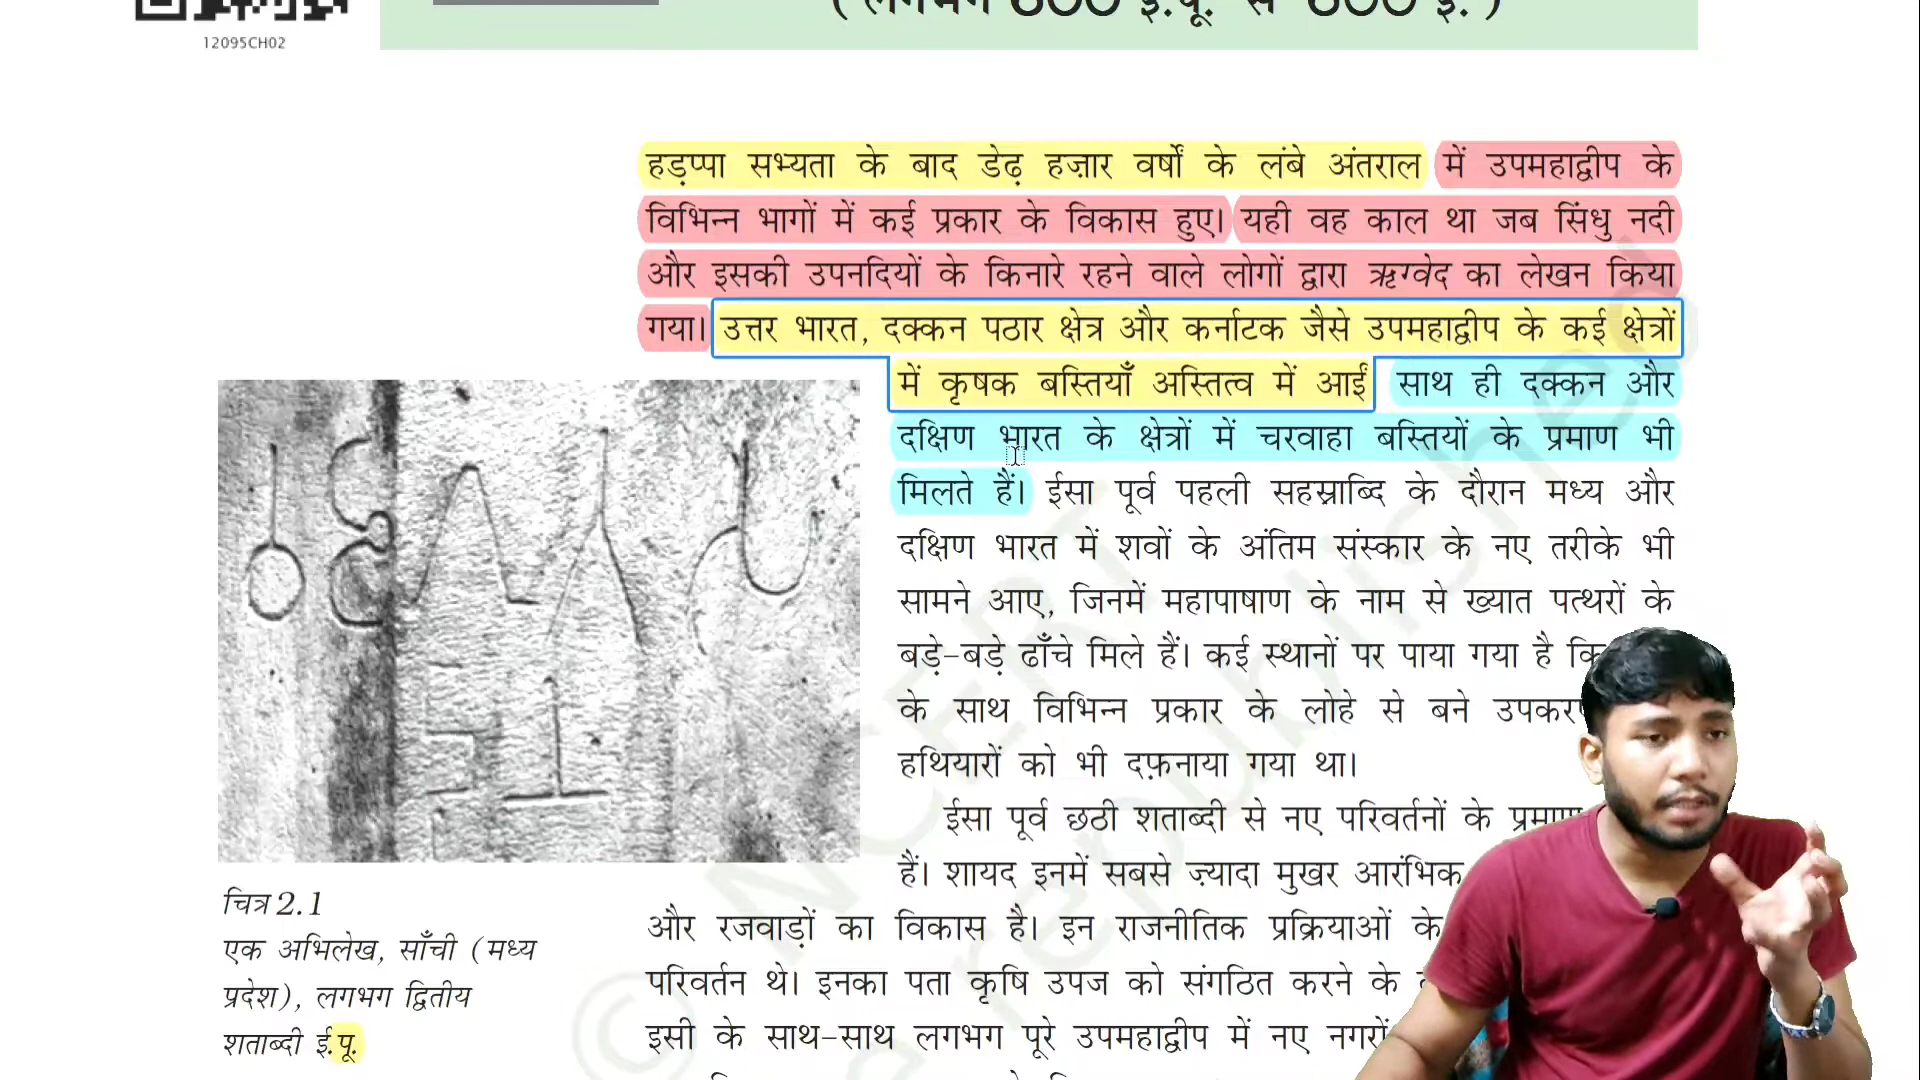 ( लगभग 600 ई.पू. से 600 ई. )
12095CH02
हड़प्पा सभ्यता के बाद डेढ़ हज़ार वर्षों के लंबे अंतराल में उपमहाद्वीप के
विभिन्न भागों में कई प्रकार के विकास हुए। यही वह काल था जब सिंधु नदी
और इसकी उपनदियों के किनारे रहने वाले लोगों द्वारा ऋग्वेद का लेखन किया
गया। उत्तर भारत, दक्कन पठार क्षेत्र और कर्नाटक जैसे उपमहाद्वीप के कई क्षेत्रों
में कृषक बस्तियाँ अस्तित्व में आईं साथ ही दक्कन और
दक्षिण भारत के क्षेत्रों में चरवाहा बस्तियों के प्रमाण भी
मिलते हैं। ईसा पूर्व पहली सहस्राब्दि के दौरान मध्य और
दक्षिण भारत में शवों के अंतिम संस्कार के नए तरीके भी
सामने आए, जिनमें महापाषाण के नाम से ख्यात पत्थरों के
बड़े-बड़े ढाँचे मिले हैं। कई स्थानों पर पाया गया है कि
के साथ विभिन्न प्रकार के लोहे से बने
हथियारों को भी दफ़नाया गया था।
ईसा पूर्व छठी शताब्दी से नए परिवर्तनों के
हैं। शायद इनमें सबसे ज़्यादा मुखर आरंभिक
और रजवाड़ों का विकास है। इन राजनीतिक प्रक्रियाओं के
परिवर्तन थे। इनका पता कृषि उपज को संगठित करने के
इसी के साथ-साथ लगभग पूरे उपमहाद्वीप में नए
चित्र 2.1
एक अभिलेख, साँची (मध्य
प्रदेश), लगभग द्वितीय
शताब्दी ई.पू.
© NCERT
republished